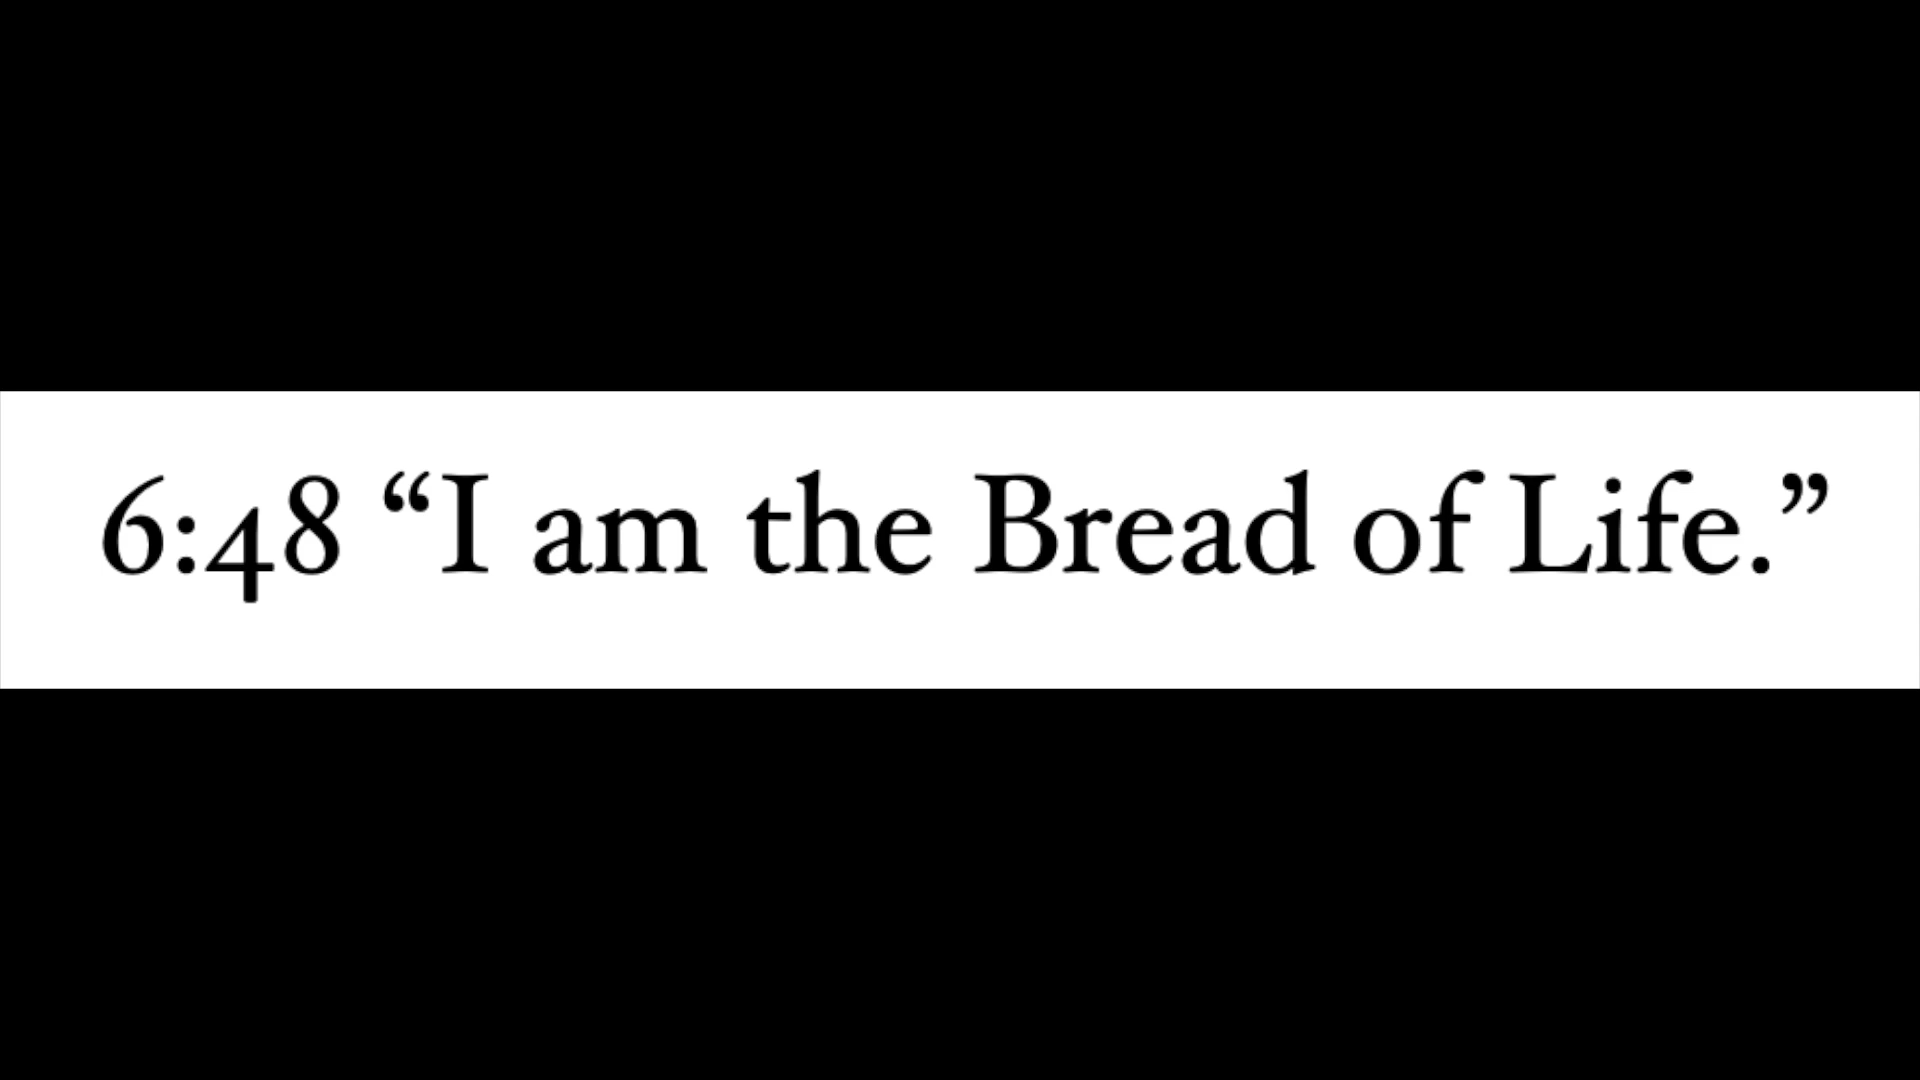 6:48 “I am the Bread of Life.”